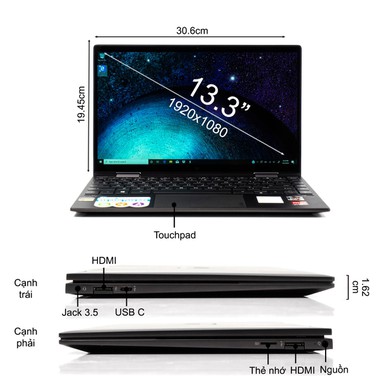 30.6cm
19.45cm
13.3”
1920x1080
Touchpad
HDMI
Cạnh
trái
Jack 3.5
USB C
1.62
cm
Cạnh
phải
Thẻ nhớ
HDMI
Nguồn